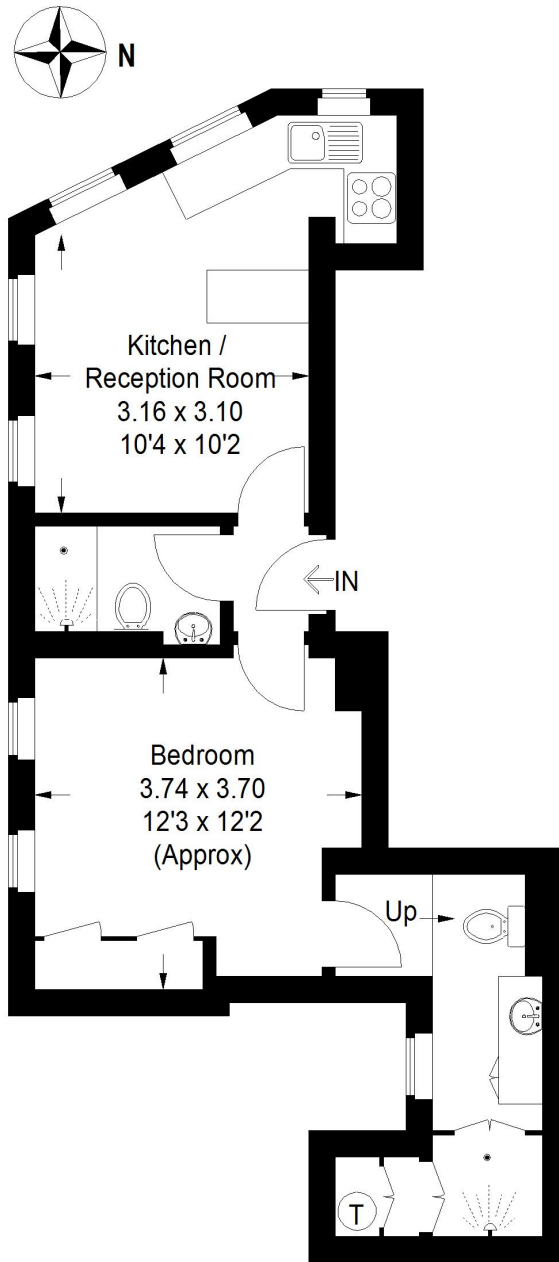 N
Kitchen /
Reception Room
3.16 x 3.10
10'4 x 10'2
IN
Bedroom
3.74 x 3.70
12'3 x 12'2
(Approx)
Up
T